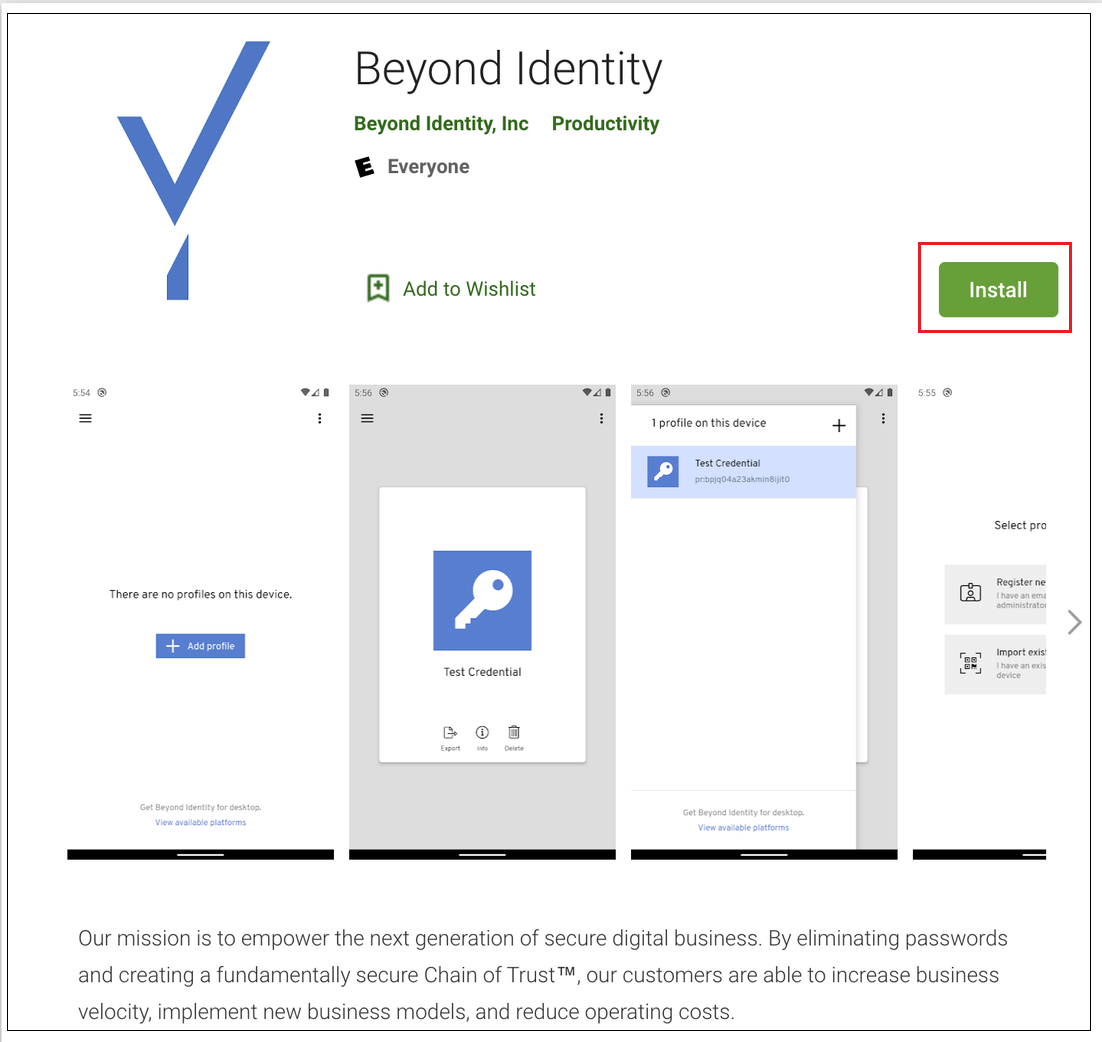 Beyond Identity
Beyond Identity, Inc Productivity
E Everyone
Add to Wishlist
Install
5:54
There are no profiles on this device.
Add profile
Get Beyond Identity for desktop.
View available platforms
5:56
Test Credential
Export Info Delete
5:56
1 profile on this device
Test Credential
pr:bpjq04a23akmin8ijit0
Get Beyond Identity for desktop.
View available platforms
5:55
Select pro
Register ne
I have an ema
administrator
Import exist
I have an exis
device
Our mission is to empower the next generation of secure digital business. By eliminating passwords
and creating a fundamentally secure Chain of Trust™, our customers are able to increase business
velocity, implement new business models, and reduce operating costs.